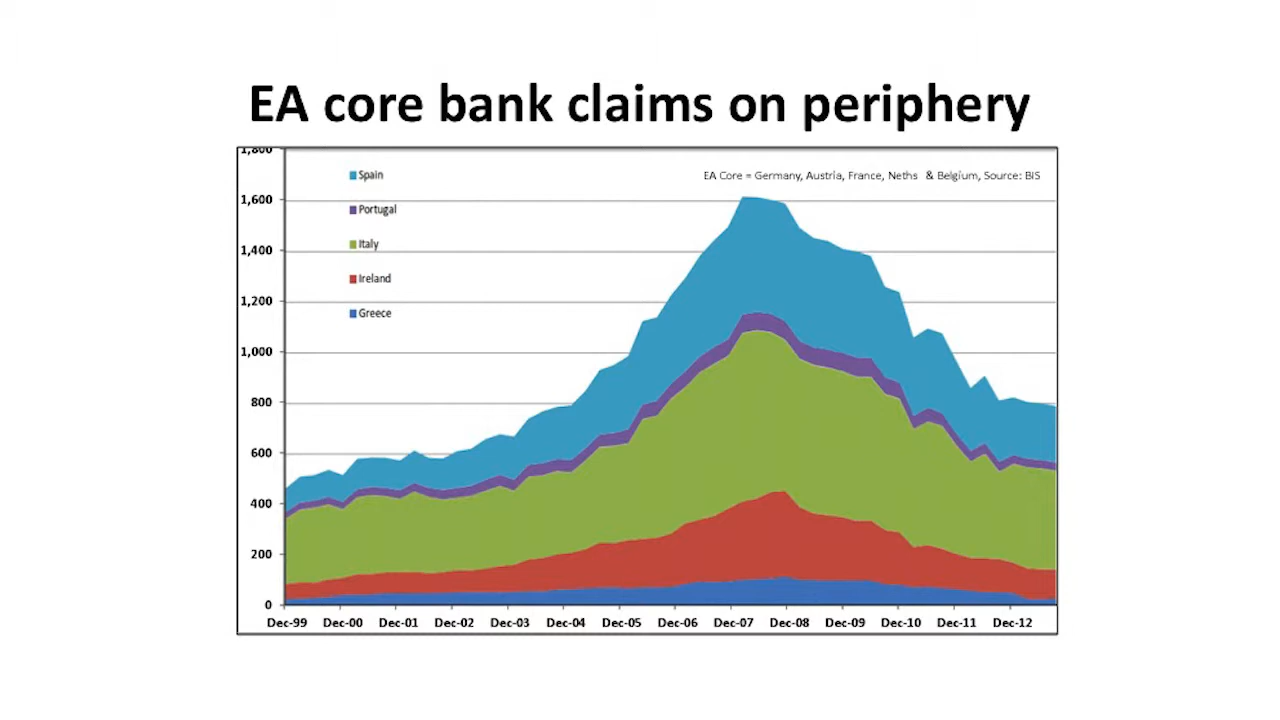 EA core bank claims on periphery
1,800
EA Core = Germany, Austria, France, Neths & Belgium, Source: BIS
Spain
1,600
Portugal
1,400
Italy
Ireland
1,200
Greece
1,000
800
600
400
200
0
Dec-99 Dec-00 Dec-01 Dec-02 Dec-03 Dec-04 Dec-05 Dec-06 Dec-07 Dec-08 Dec-09 Dec-10 Dec-11 Dec-12